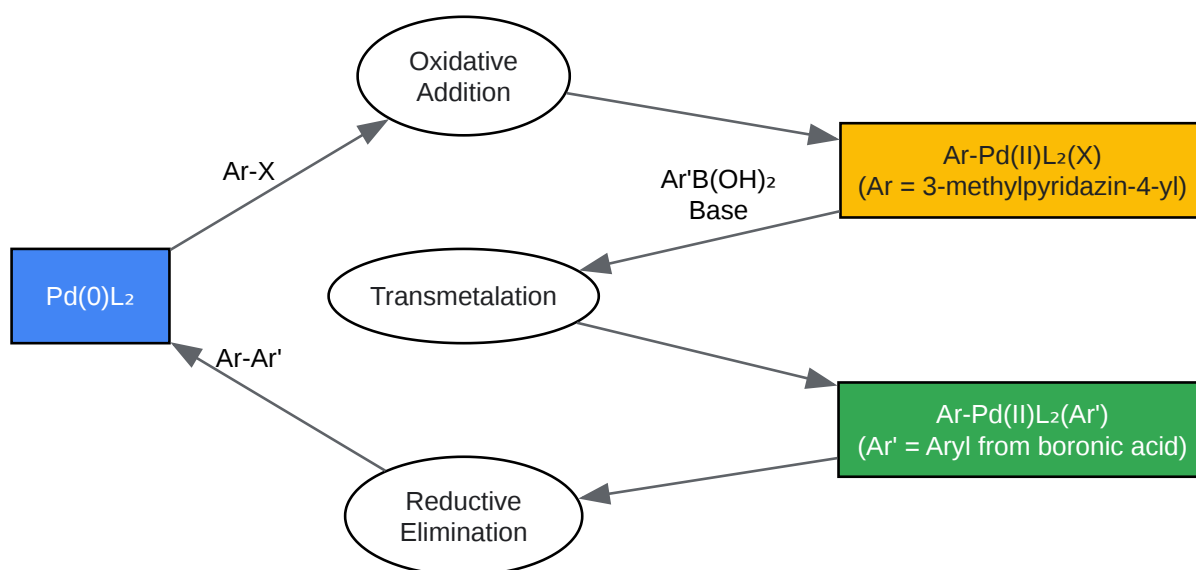 Oxidative
Addition
Ar-X
Ar'B(OH)₂
Base
Ar-Pd(II)L₂(X)
(Ar = 3-methylpyridazin-4-yl)
Pd(0)L₂
Transmetalation
Ar-Ar'
Ar-Pd(II)L₂(Ar')
(Ar' = Aryl from boronic acid)
Reductive
Elimination